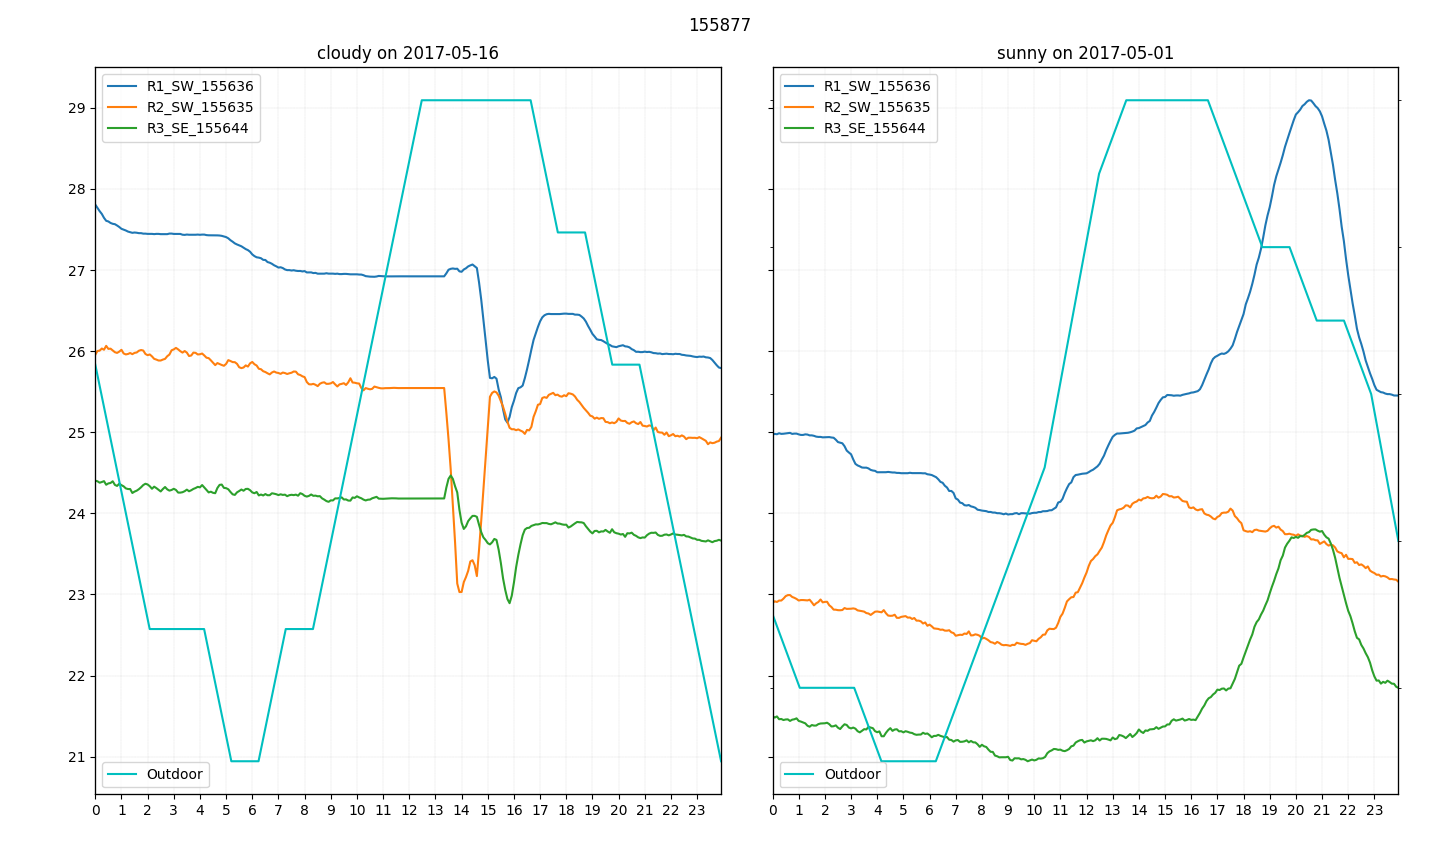 155877
cloudy on 2017-05-16
R1_SW_155636
R2_SW_155635
R3_SE_155644
29
28
27
26
25
24
23
22
21
Outdoor
0 1 2 3 4 5 6 7 8 9 10 11 12 13 14 15 16 17 18 19 20 21 22 23
sunny on 2017-05-01
R1_SW_155636
R2_SW_155635
R3_SE_155644
Outdoor
0 1 2 3 4 5 6 7 8 9 10 11 12 13 14 15 16 17 18 19 20 21 22 23